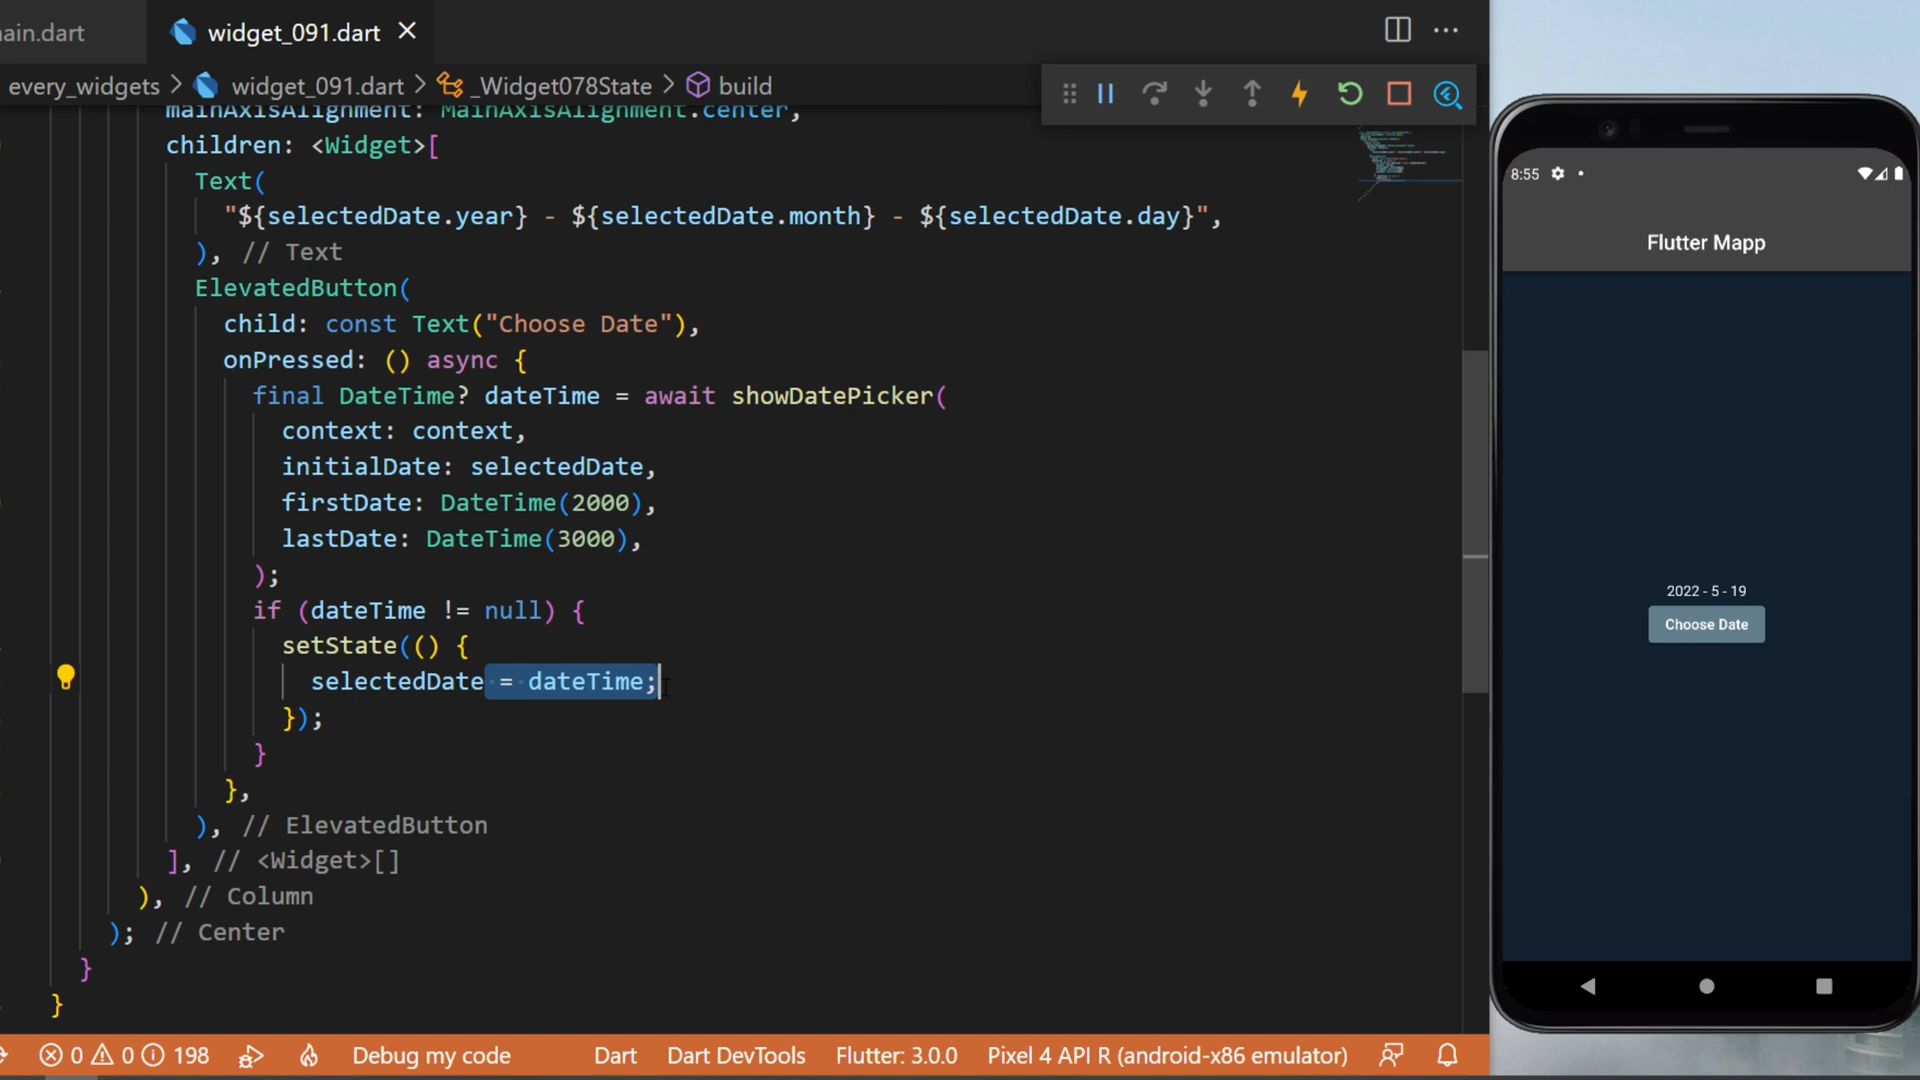 ain.dart
widget_091.dart
every_widgets > widget_091.dart > _Widget078State > build
mainAxisAlignment: MainAxisAlignment.center,
children: <Widget>[
Text(
"${selectedDate.year} - ${selectedDate.month} - ${selectedDate.day}",
), // Text
ElevatedButton(
child: const Text("Choose Date"),
onPressed: () async {
final DateTime? dateTime = await showDatePicker(
context: context,
initialDate: selectedDate,
firstDate: DateTime(2000),
lastDate: DateTime(3000),
);
if (dateTime != null) {
setState(() {
selectedDate = dateTime;
});
}
},
), // ElevatedButton
], // <Widget>[]
), // Column
); // Center
}
}
0 0 198 Debug my code Dart Dart DevTools Flutter: 3.0.0 Pixel 4 API R (android-x86 emulator)
8:55
Flutter Mapp
2022 - 5 - 19
Choose Date